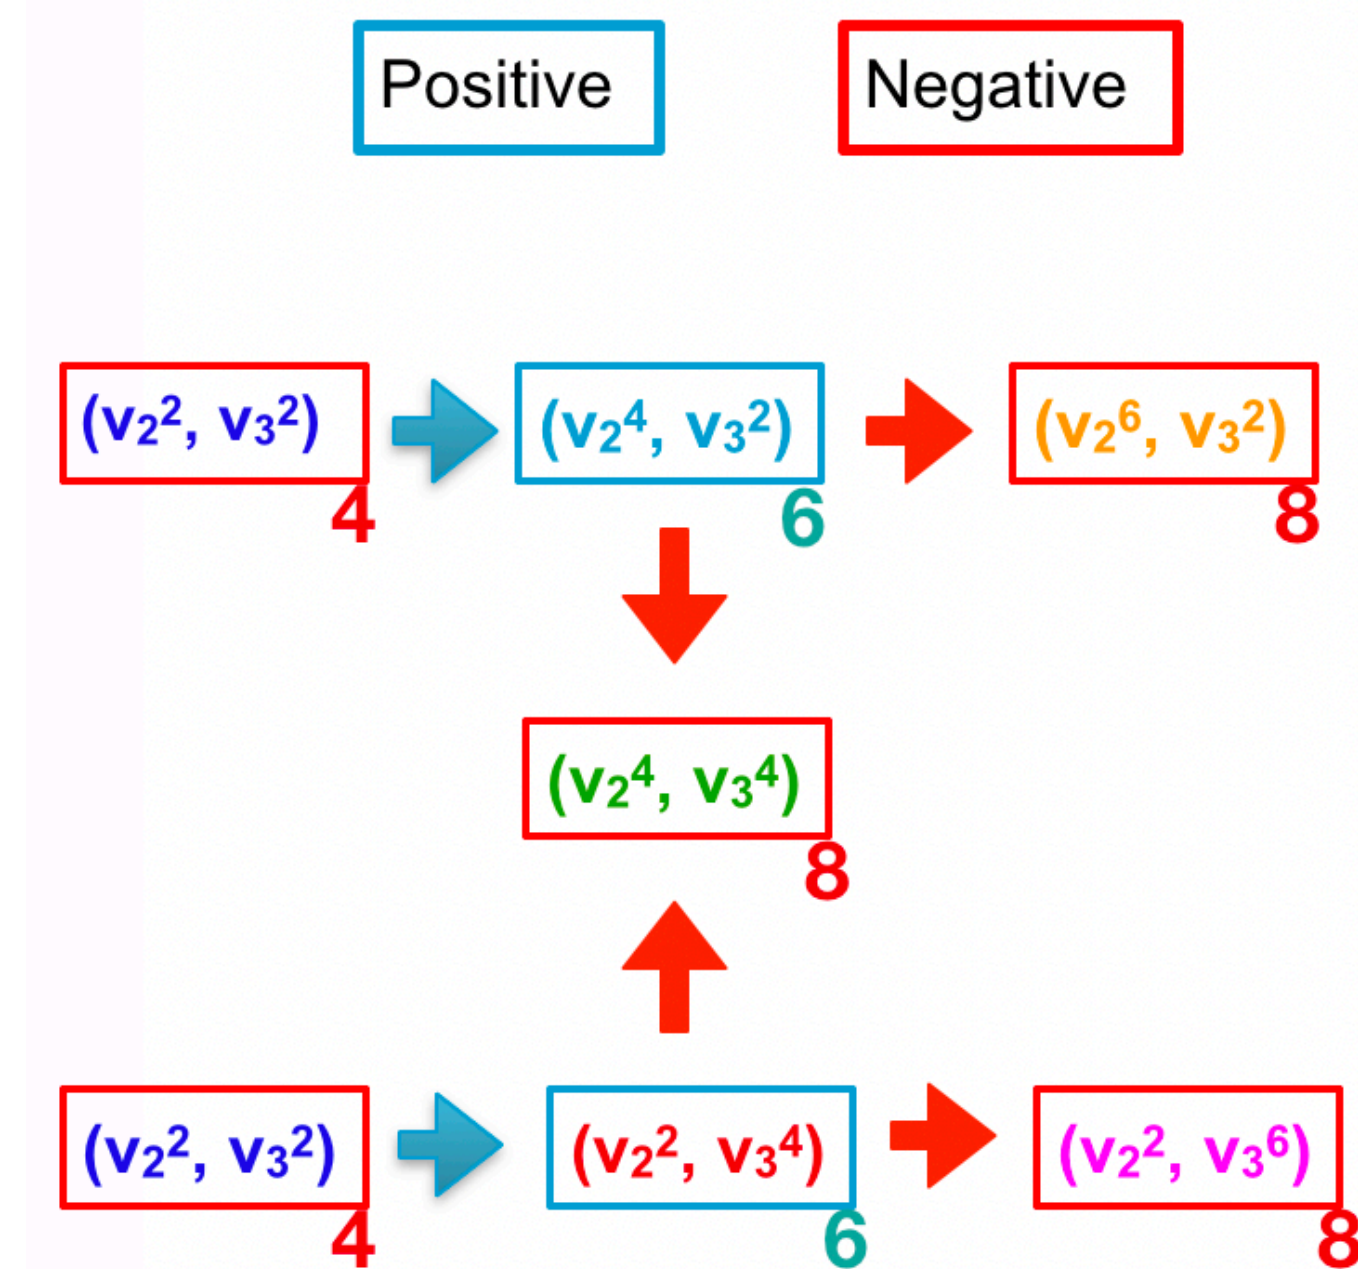 Positive Negative
(v₂², v₃²) (v₂⁴, v₃²) (v₂⁶, v₃²)
4 6 8
(v₂⁴, v₃⁴)
8
(v₂², v₃²) (v₂², v₃⁴) (v₂², v₃⁶)
4 6 8